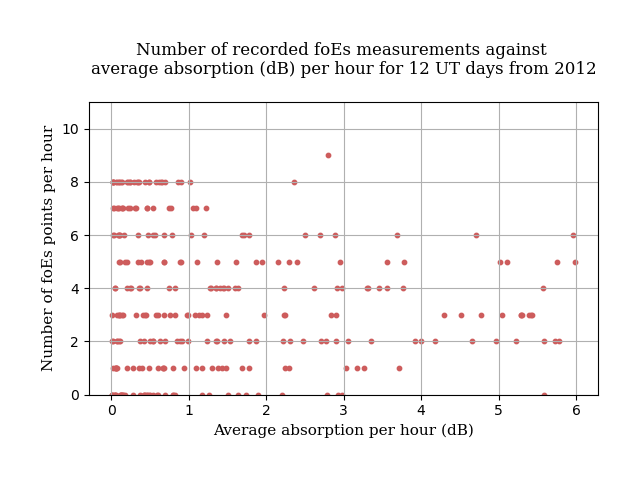 Number of recorded foEs measurements against
average absorption (dB) per hour for 12 UT days from 2012
Number of foEs points per hour
10
8
6
4
2
0
0 1 2 3 4 5 6
Average absorption per hour (dB)